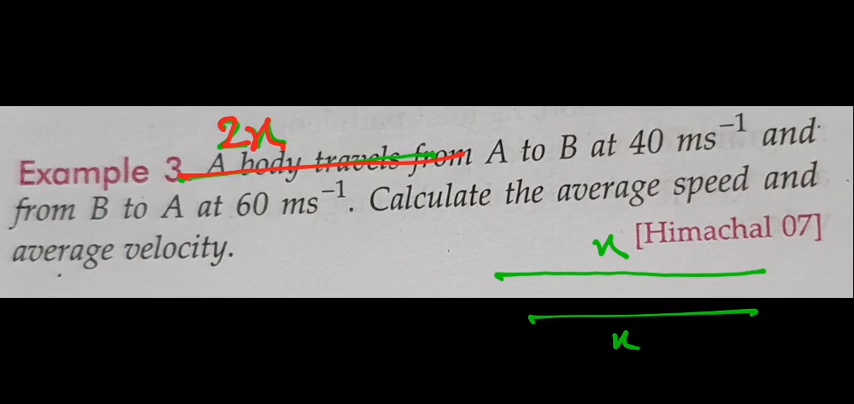 2x
Example 3. A body travels from A to B at 40 ms⁻¹ and
from B to A at 60 ms⁻¹. Calculate the average speed and
average velocity. [Himachal 07]
x
x